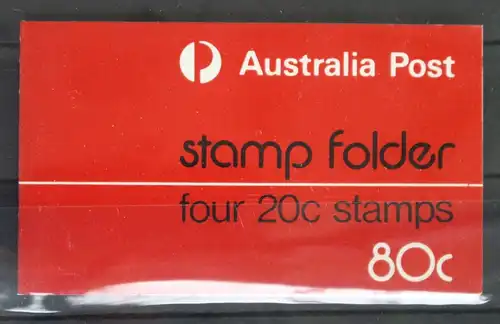 Australia Post
stamp folder
four 20c stamps
80c